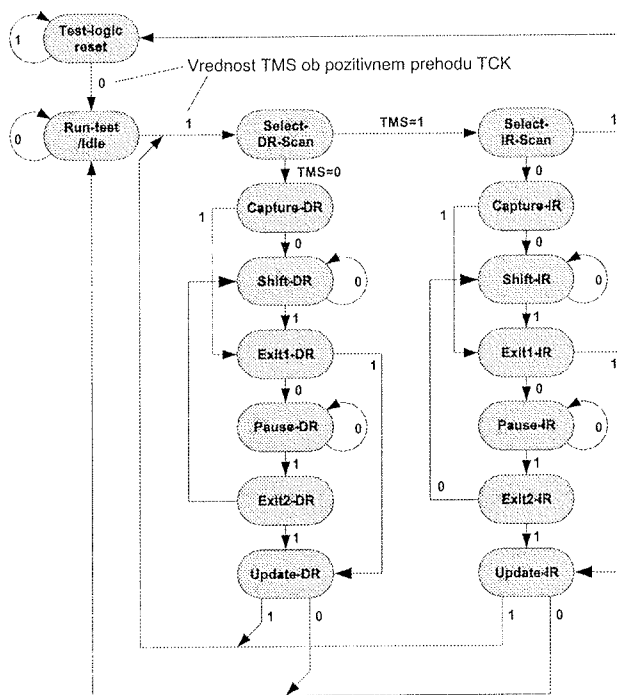 Test-logic
reset
1
0
Vrednost TMS ob pozitivnem prehodu TCK
Run-test
/Idle
0
1
Select-
DR-Scan
TMS=1
Select-
IR-Scan
1
TMS=0
0
Capture-DR
Capture-IR
1
0
1
0
Shift-DR
0
Shift-IR
0
1
1
Exit1-DR
1
Exit1-IR
1
0
0
Pause-DR
0
Pause-IR
0
1
1
Exit2-DR
0
Exit2-IR
1
1
Update-DR
Update-IR
1
0
1
0